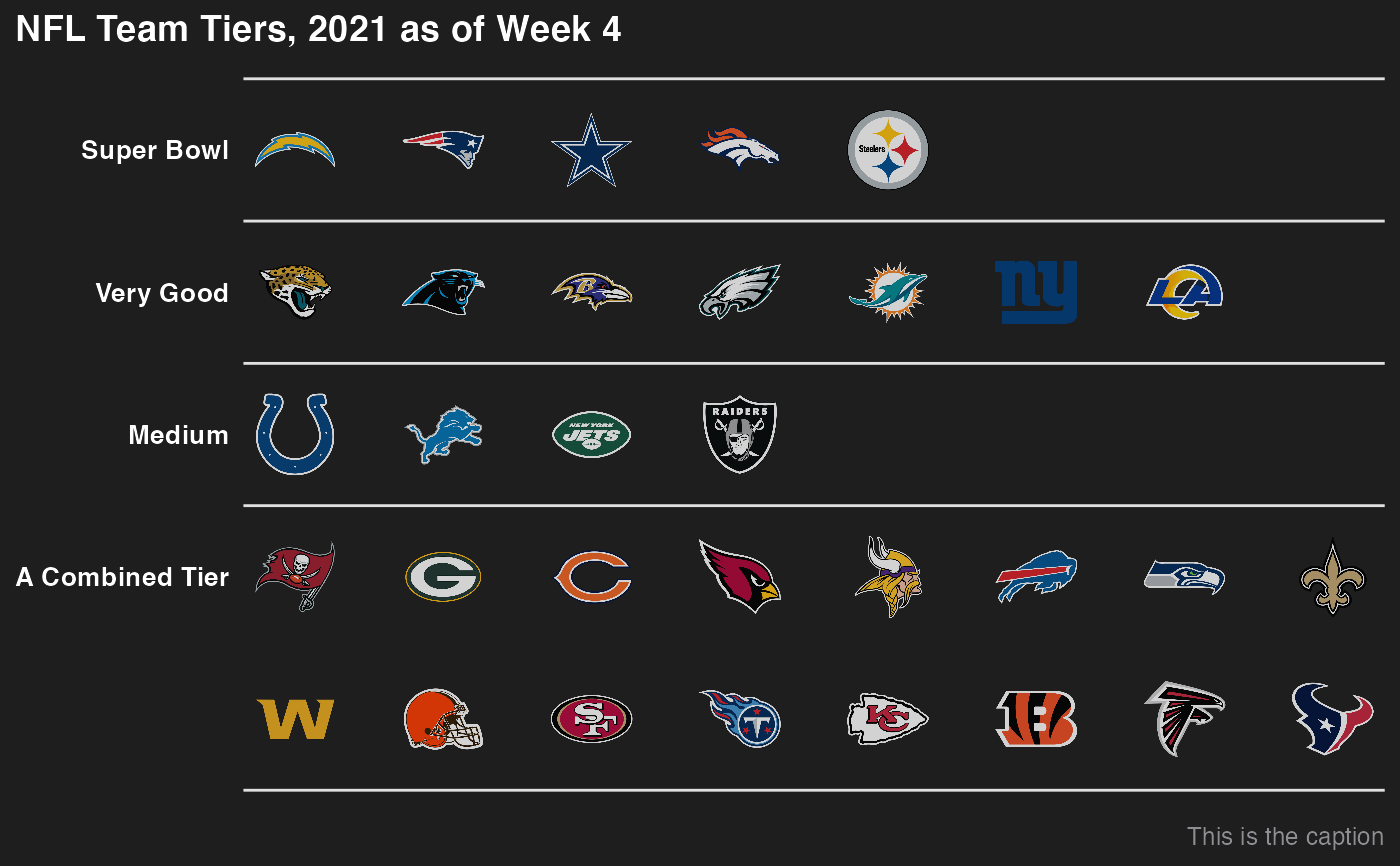 NFL Team Tiers, 2021 as of Week 4
Super Bowl
Steelers
Very Good
ny
LA
Medium
NEW YORK
JETS
RAIDERS
A Combined Tier
G
C
W
SF
T
KC
B
This is the caption